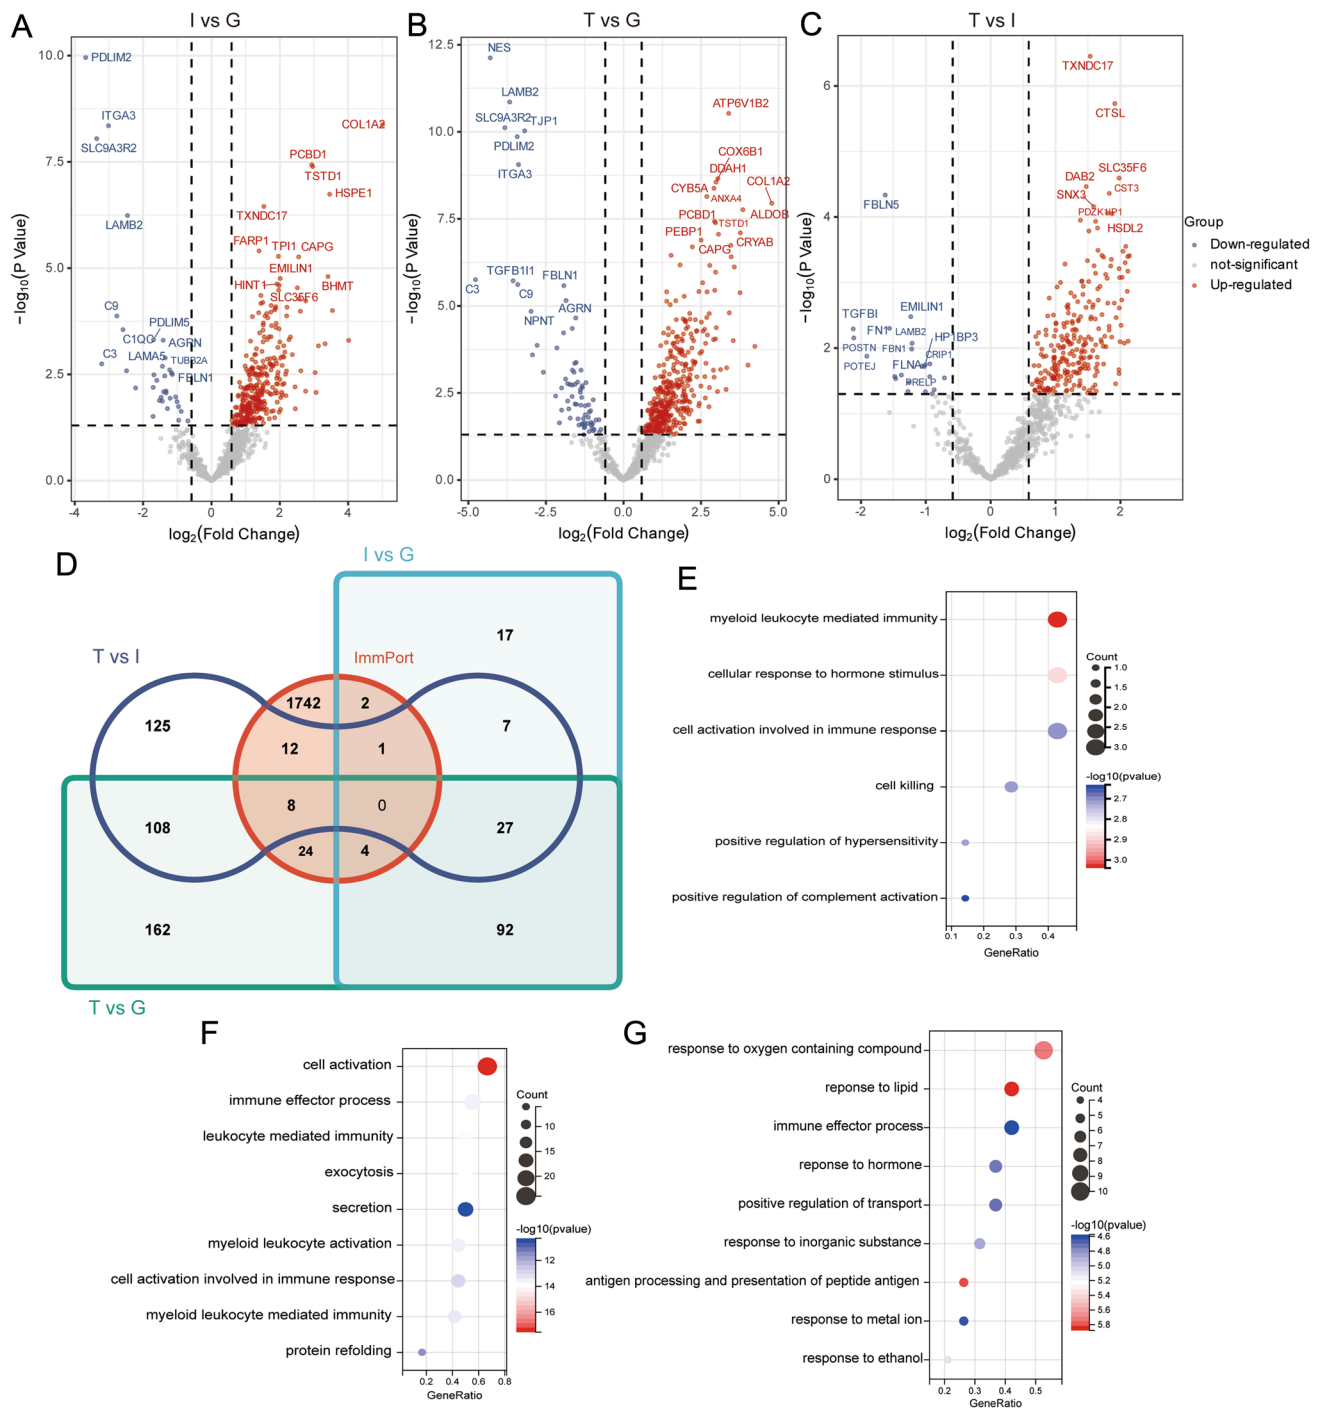 A
I vs G
−log10(P Value)
10.0
7.5
5.0
2.5
0.0
PDLIM2
ITGA3
SLC9A3R2
COL1A2
PCBD1
TSTD1
HSPE1
LAMB2
TXNDC17
FARP1
TPI1
CAPG
EMILIN1
HINT1
BHMT
SLC35F6
C9
PDLIM5
C1QC
AGRN
C3
LAMA5
TUBB2A
FBLN1
-4
-2
0
2
4
log2(Fold Change)
B
T vs G
−log10(P Value)
12.5
10.0
7.5
5.0
2.5
0.0
NES
LAMB2
SLC9A3R2
TJP1
PDLIM2
ITGA3
ATP6V1B2
COX6B1
DDAH1
CYB5A
ANXA4
COL1A2
PCBD1
TSTD1
ALDOB
PEBP1
CAPG
CRYAB
TGFB1I1
FBLN1
C3
C9
AGRN
NPNT
-5.0
-2.5
0.0
2.5
5.0
log2(Fold Change)
C
T vs I
−log10(P Value)
6
4
2
0
TXNDC17
CTSL
SLC35F6
DAB2
CST3
SNX3
PDZK1IP1
HSDL2
FBLN5
EMILIN1
TGFBI
FN1
LAMB2
HP1BP3
POSTN
FBN1
CRIP1
POTEJ
FLNA
PRELP
-2
-1
0
1
2
log2(Fold Change)
Group
Down-regulated
not-significant
Up-regulated
D
I vs G
T vs I
ImmPort
T vs G
17
1742
2
125
7
12
1
8
0
108
27
24
4
162
92
E
myeloid leukocyte mediated immunity
cellular response to hormone stimulus
cell activation involved in immune response
cell killing
positive regulation of hypersensitivity
positive regulation of complement activation
0.1
0.2
0.3
0.4
GeneRatio
Count
1.0
1.5
2.0
2.5
3.0
-log10(pvalue)
2.7
2.8
2.9
3.0
F
cell activation
immune effector process
leukocyte mediated immunity
exocytosis
secretion
myeloid leukocyte activation
cell activation involved in immune response
myeloid leukocyte mediated immunity
protein refolding
0.2
0.4
0.6
0.8
GeneRatio
Count
10
15
20
-log10(pvalue)
12
14
16
G
response to oxygen containing compound
reponse to lipid
immune effector process
reponse to hormone
positive regulation of transport
response to inorganic substance
antigen processing and presentation of peptide antigen
response to metal ion
response to ethanol
0.2
0.3
0.4
0.5
GeneRatio
Count
4
5
6
7
8
9
10
-log10(pvalue)
4.6
4.8
5.0
5.2
5.4
5.6
5.8